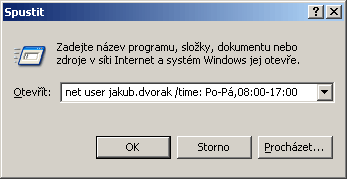 Spustit
Zadejte název programu, složky, dokumentu nebo
zdroje v síti Internet a systém Windows jej otevře.
Otevřít:
net user jakub.dvorak /time: Po-Pá,08:00-17:00
OK
Storno
Procházet...